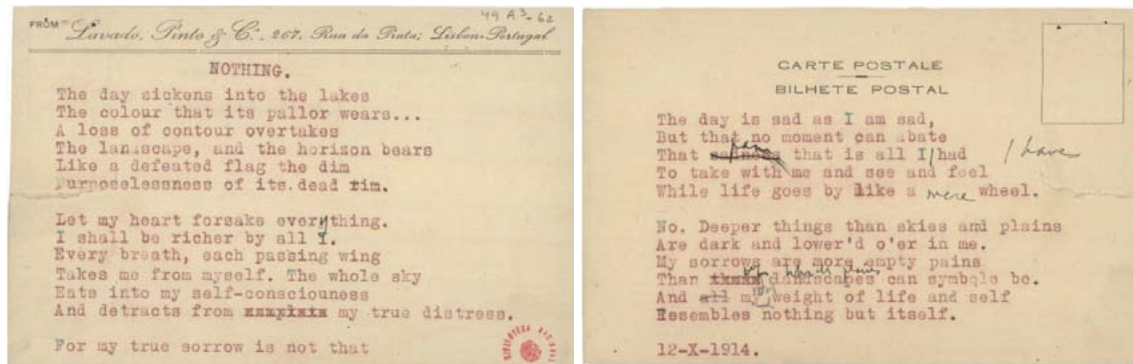 49 A3-62
FROM Lavado, Pinto & Cª, 267, Rua da Prata; Lisbon-Portugal
NOTHING.
The day sickens into the lakes
The colour that its pallor wears...
A loss of contour overtakes
The landscape, and the horizon bears
Like a defeated flag the dim
Purposelessness of its dead rim.
Let my heart forsake everything.
I shall be richer by all I.
Every breath, each passing wing
Takes me from myself. The whole sky
Eats into my self-consciouness
And detracts from my true distress.
For my true sorrow is not that
CARTE POSTALE
BILHETE POSTAL
The day is sad as I am sad,
But that no moment can abate
That sadness pain that is all I had I have
To take with me and see and feel
While life goes by like a mere wheel.
No. Deeper things than skies and plains
Are dark and lower'd o'er in me.
My sorrows are more empty pains
Than landscapes can symbole be.
And all my weight of life and self
Resembles nothing but itself.
12-X-1914.